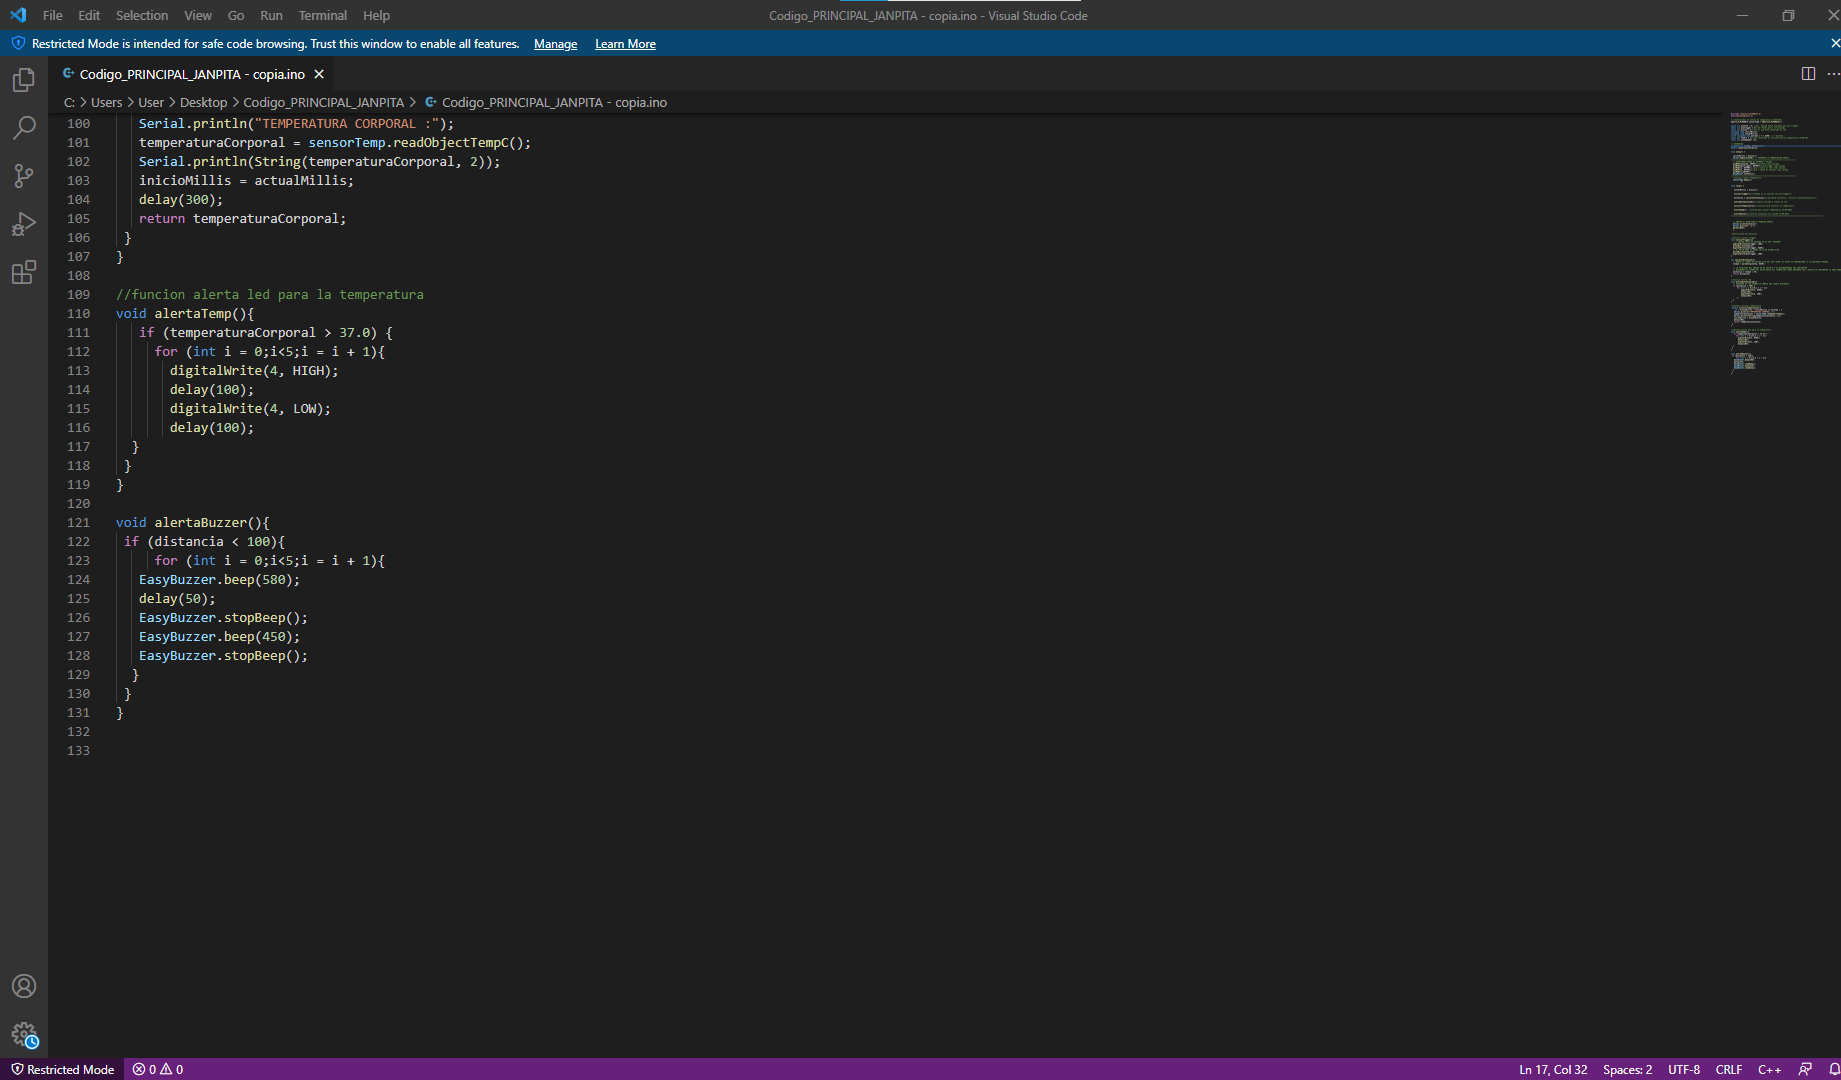 File Edit Selection View Go Run Terminal Help Codigo_PRINCIPAL_JANPITA - copia.ino - Visual Studio Code
Restricted Mode is intended for safe code browsing. Trust this window to enable all features. Manage Learn More
Codigo_PRINCIPAL_JANPITA - copia.ino
C: > Users > User > Desktop > Codigo_PRINCIPAL_JANPITA > Codigo_PRINCIPAL_JANPITA - copia.ino
100 Serial.println("TEMPERATURA CORPORAL :");
101 temperaturaCorporal = sensorTemp.readObjectTempC();
102 Serial.println(String(temperaturaCorporal, 2));
103 inicioMillis = actualMillis;
104 delay(300);
105 return temperaturaCorporal;
106 }
107 }
108
109 //funcion alerta led para la temperatura
110 void alertaTemp(){
111 if (temperaturaCorporal > 37.0) {
112 for (int i = 0;i<5;i = i + 1){
113 digitalWrite(4, HIGH);
114 delay(100);
115 digitalWrite(4, LOW);
116 delay(100);
117 }
118 }
119 }
120
121 void alertaBuzzer(){
122 if (distancia < 100){
123 for (int i = 0;i<5;i = i + 1){
124 EasyBuzzer.beep(580);
125 delay(50);
126 EasyBuzzer.stopBeep();
127 EasyBuzzer.beep(450);
128 EasyBuzzer.stopBeep();
129 }
130 }
131 }
132
133
Restricted Mode 0 0 Ln 17, Col 32 Spaces: 2 UTF-8 CRLF C++